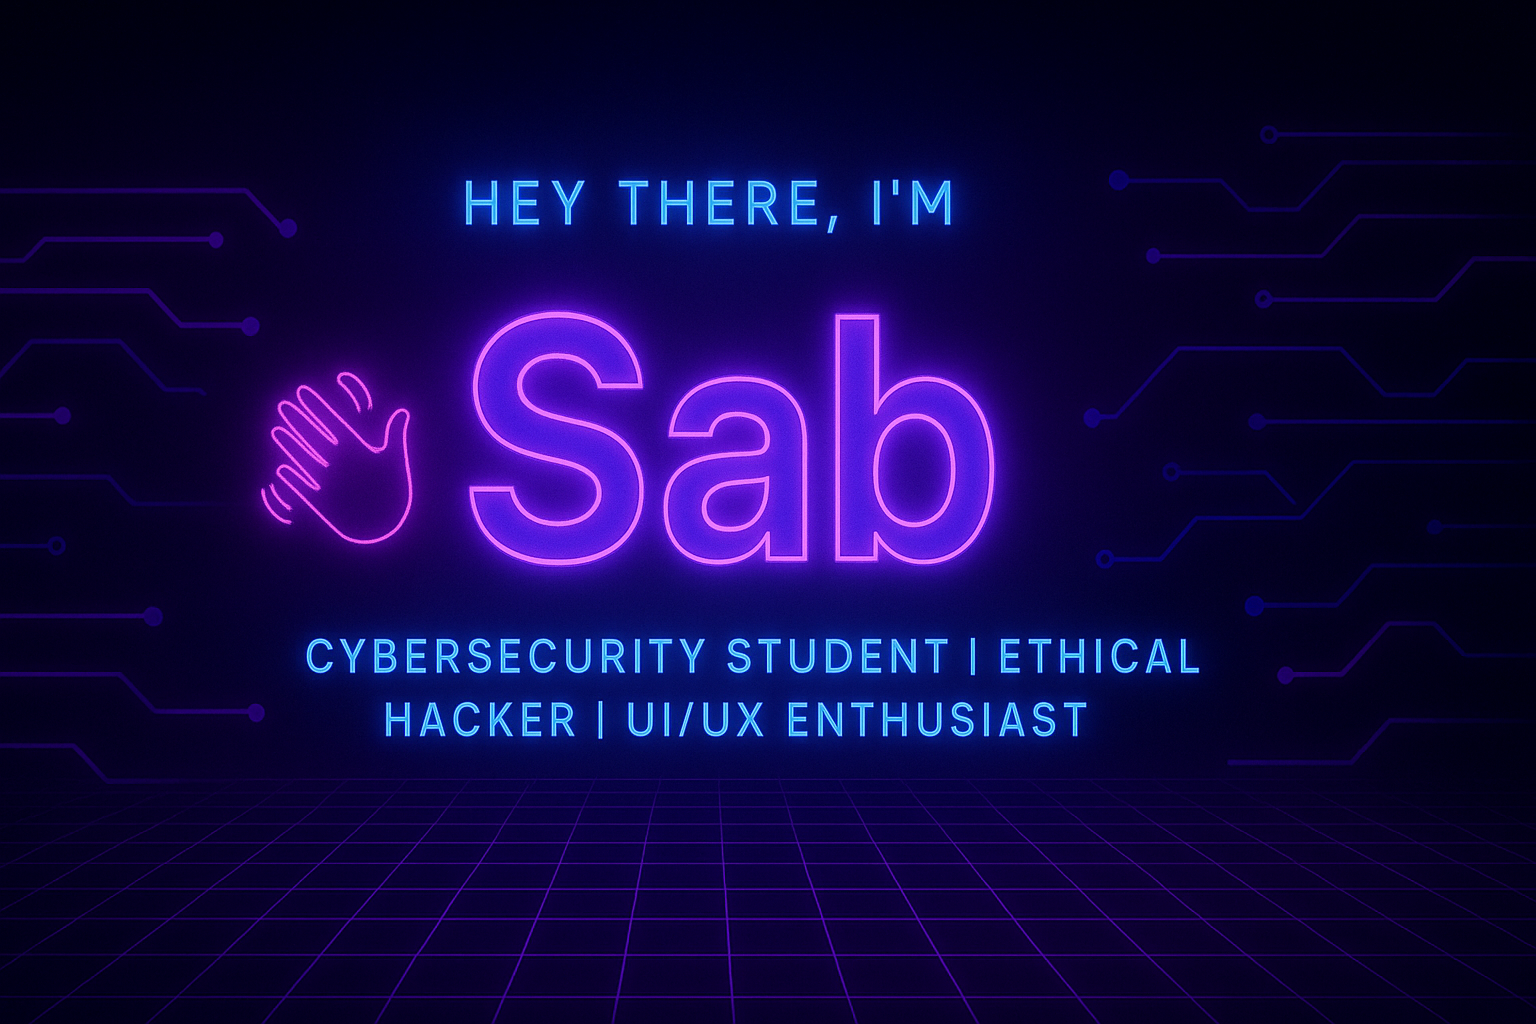 HEY THERE, I'M
Sab
CYBERSECURITY STUDENT | ETHICAL
HACKER | UI/UX ENTHUSIAST